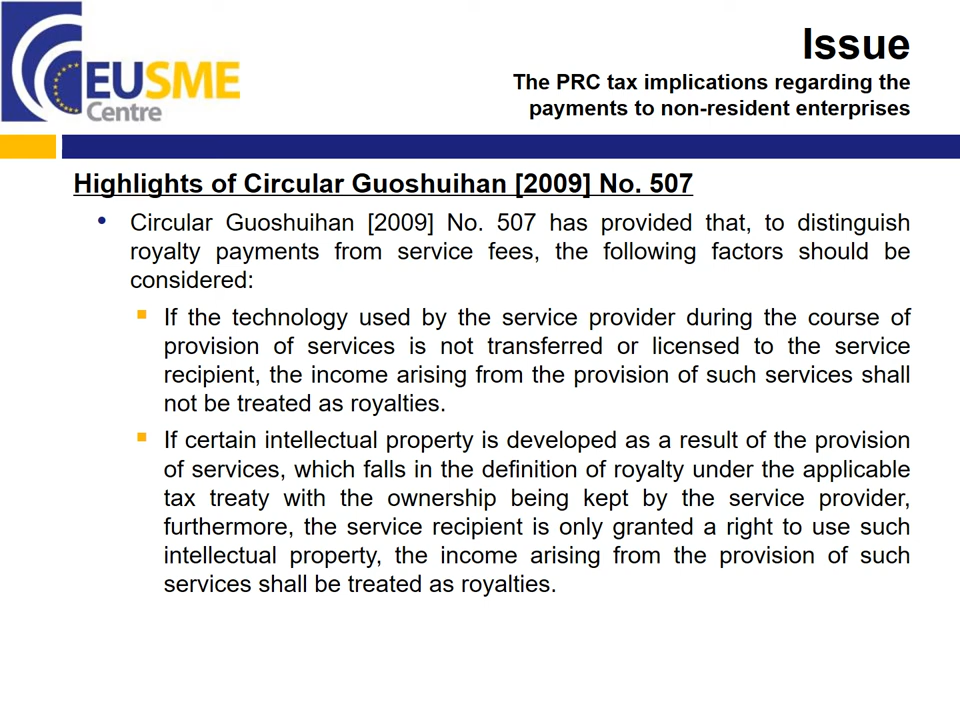 EUSME
Centre
Issue
The PRC tax implications regarding the
payments to non-resident enterprises
Highlights of Circular Guoshuihan [2009] No. 507
• Circular Guoshuihan [2009] No. 507 has provided that, to distinguish
royalty payments from service fees, the following factors should be
considered:
▪ If the technology used by the service provider during the course of
provision of services is not transferred or licensed to the service
recipient, the income arising from the provision of such services shall
not be treated as royalties.
▪ If certain intellectual property is developed as a result of the provision
of services, which falls in the definition of royalty under the applicable
tax treaty with the ownership being kept by the service provider,
furthermore, the service recipient is only granted a right to use such
intellectual property, the income arising from the provision of such
services shall be treated as royalties.